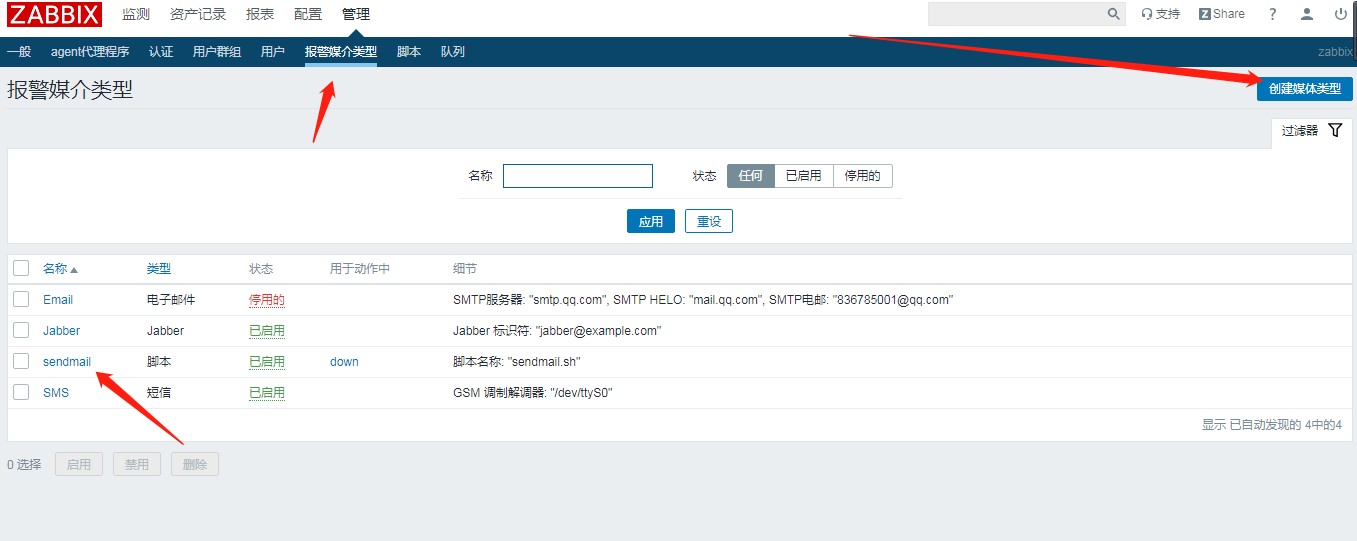 ZABBIX 监测 资产记录 报表 配置 管理 支持 Z Share ?
一般 agent代理程序 认证 用户群组 用户 报警媒介类型 脚本 队列 zabbix
报警媒介类型 创建媒体类型
过滤器
名称 状态 任何 已启用 停用的
应用 重设
名称 类型 状态 用于动作中 细节
Email 电子邮件 停用的 SMTP服务器: "smtp.qq.com", SMTP HELO: "mail.qq.com", SMTP电邮: "836785001@qq.com"
Jabber Jabber 已启用 Jabber 标识符: "jabber@example.com"
sendmail 脚本 已启用 down 脚本名称: "sendmail.sh"
SMS 短信 已启用 GSM 调制解调器: "/dev/ttyS0"
显示 已自动发现的 4中的4
0 选择 启用 禁用 删除